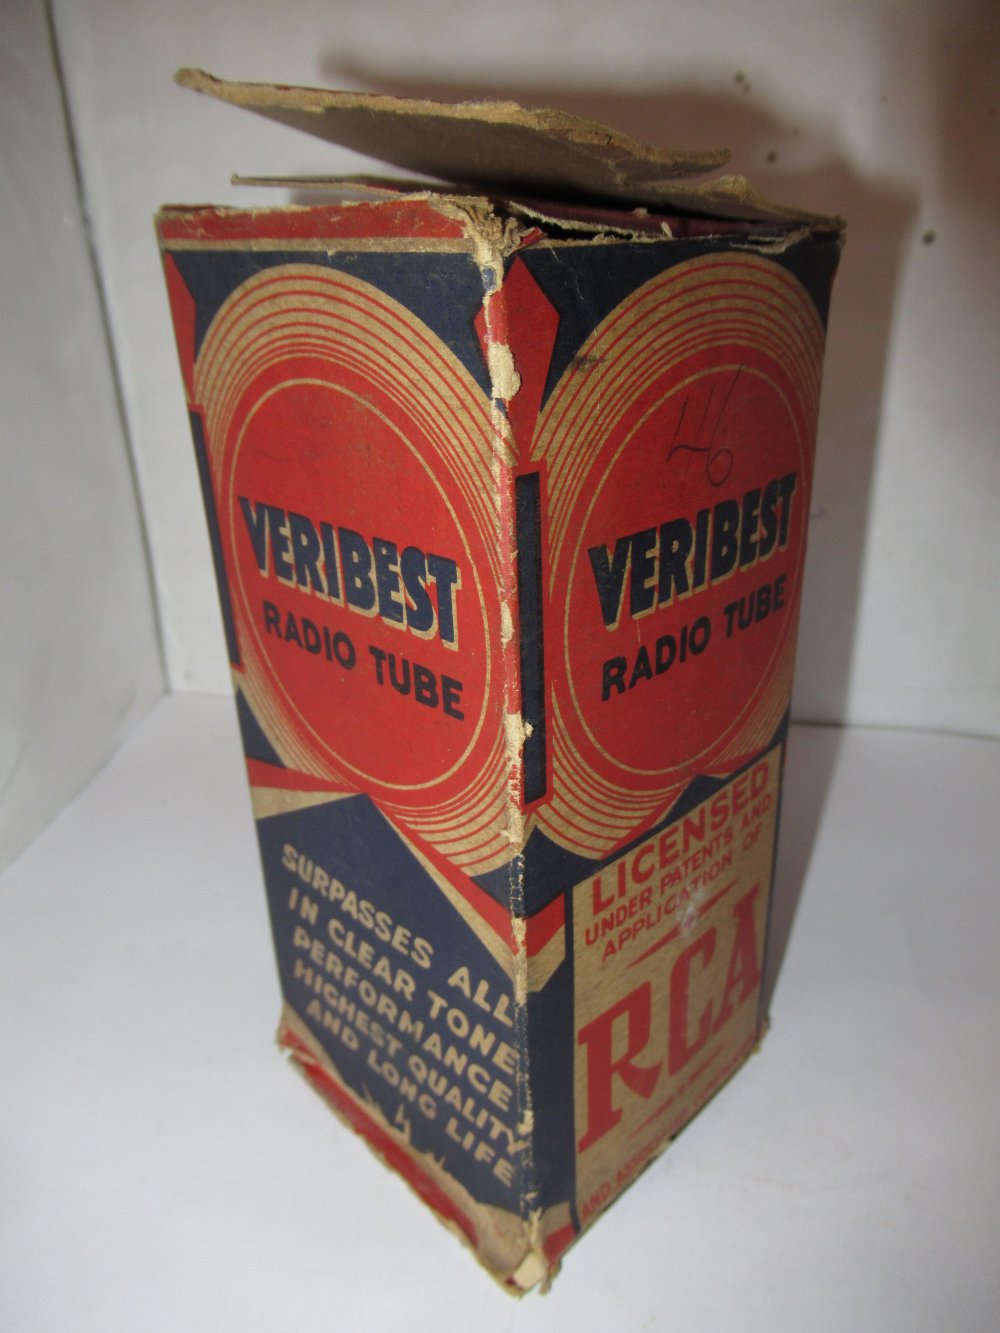 VERIBEST
RADIO TUBE
SURPASSES ALL
IN CLEAR TONE
PERFORMANCE
HIGHEST QUALITY
AND LONG LIFE
46
VERIBEST
RADIO TUBE
LICENSED
UNDER PATENTS AND
APPLICATION OF
RCA
AND